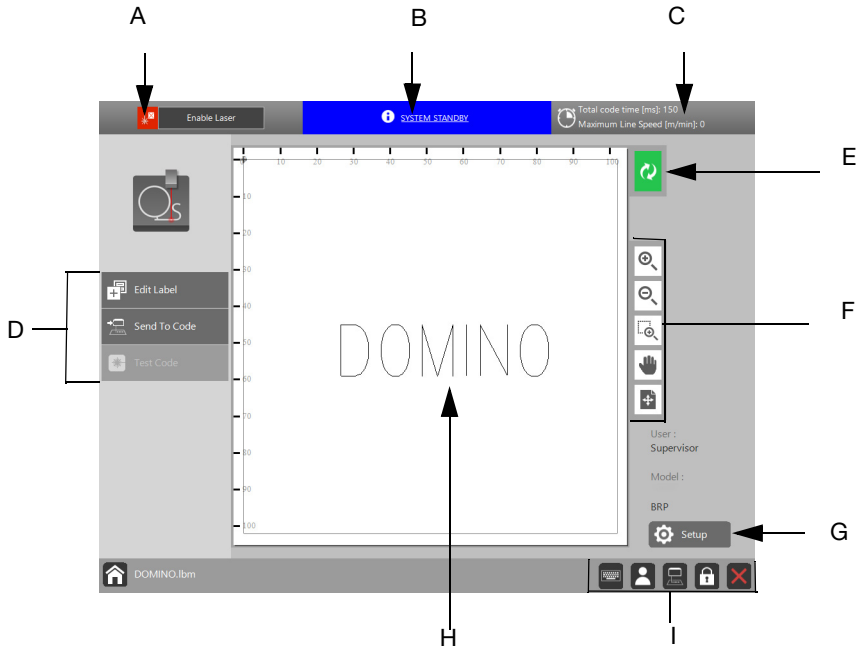 A
B
C
Enable Laser
SYSTEM STANDBY
Total code time [ms]: 150
Maximum Line Speed [m/min]: 0
E
10 20 30 40 50 60 70 80 90 100
10
20
30
40
50
60
70
80
90
100
QS
D
Edit Label
Send To Code
Test Code
DOMINO
F
User :
Supervisor
Model :
BRP
Setup
G
DOMINO.lbm
H
I